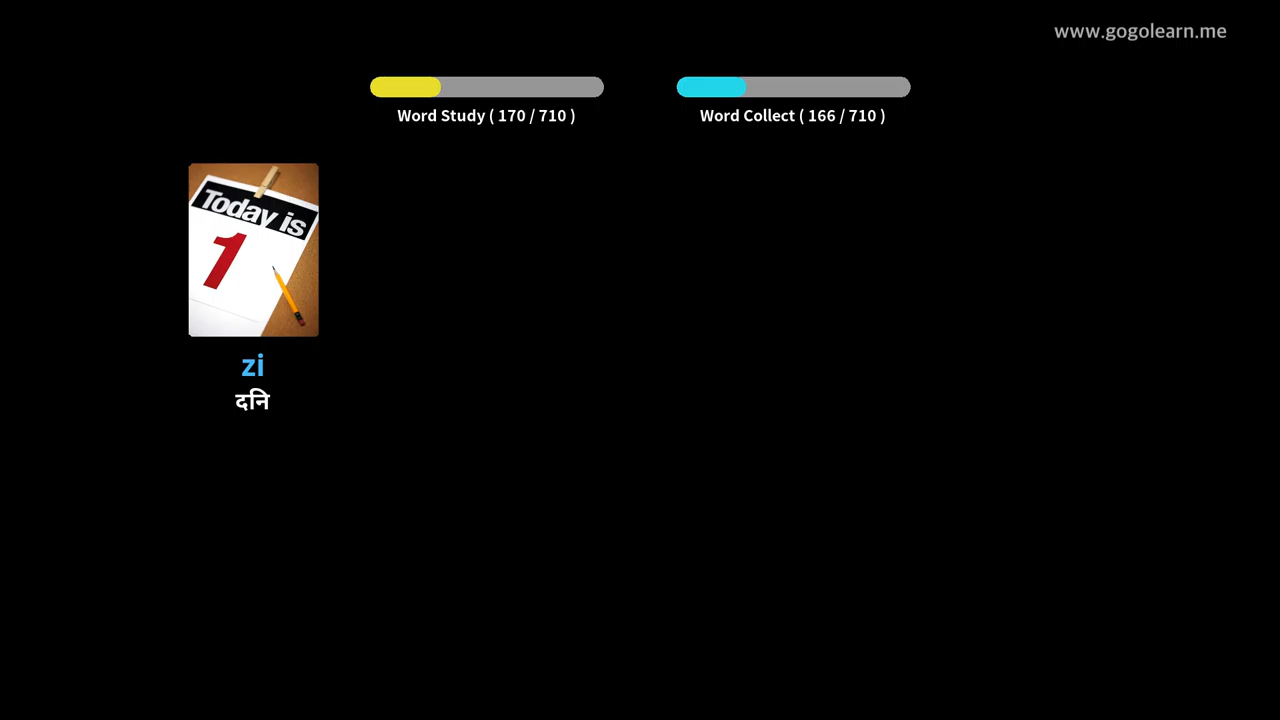 www.gogolearn.me
Word Study ( 170 / 710 )
Word Collect ( 166 / 710 )
Today is
1
zi
दनि